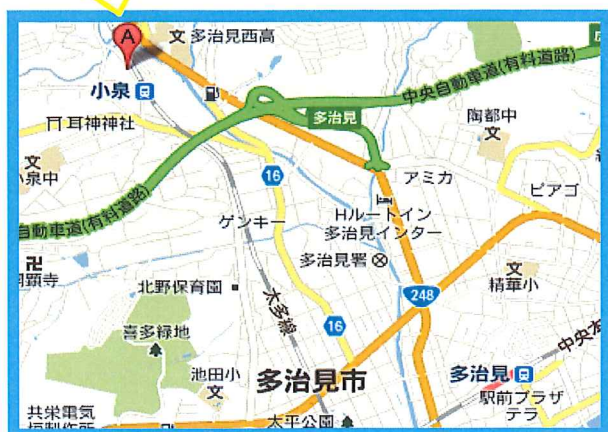 A
文 多治見西高
小泉
中央自動車道(有料道路)
耳神神社
多治見
陶都中
文
文
小泉中
16
アミカ
ピアゴ
ゲンキー
Hルートイン
多治見インター
自動車道(有料道路)
多治見署
文
精華小
北野保育園
太多線
248
喜多緑地
16
池田小
文
多治見市
多治見
中央本
駅前プラザ
テラ
共栄電気
太平公園